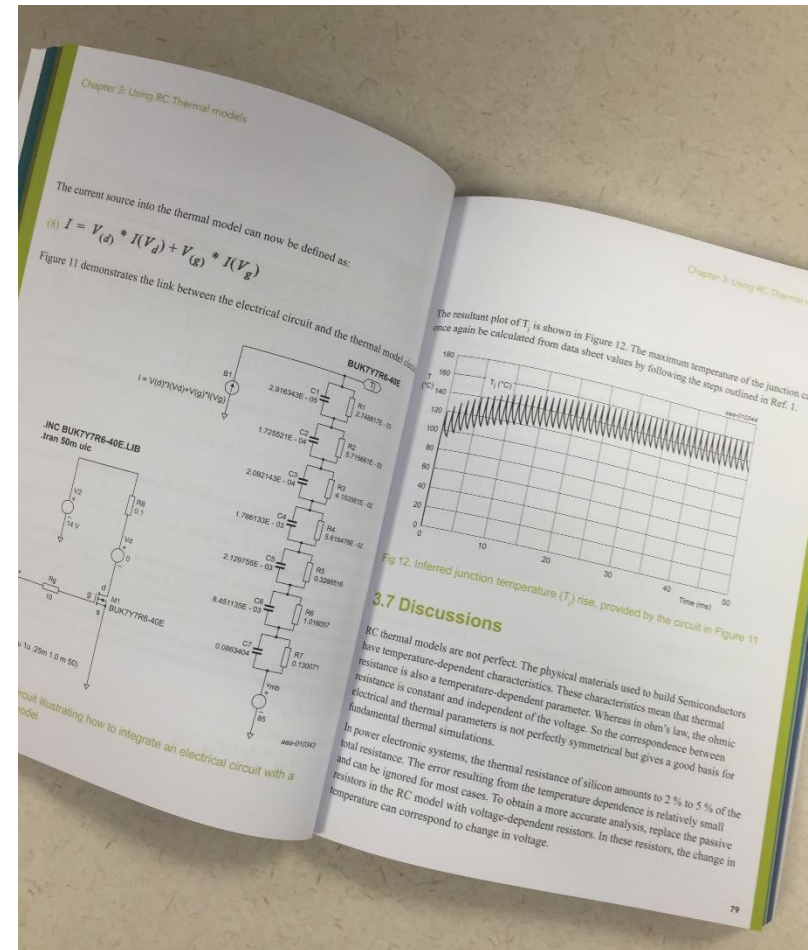 Chapter 3: Using RC Thermal models
The current source into the thermal model can now be defined as:
(8) I = V(d) * I(Vd) + V(g) * I(Vg)
Figure 11 demonstrates the link between the electrical circuit and the thermal model
BUK7Y7R6-40E
Tj
B1
I = V(d)*I(Vd)+V(g)*I(Vg)
C1
2.916343E - 05
R1
C2
1.725521E - 04
R2
C3
2.092143E - 04
R3
4.153561E - 02
C4
1.786133E - 03
R4
C5
2.129755E - 03
R5
C6
8.451135E - 03
R6
1.018057
C7
0.0863404
R7
0.130071
Vmb
85
aaa-010343
.INC BUK7Y7R6-40E.LIB
.tran 50m uic
V2
14 V
R8
0.1
Vd
0
Rg
10
g
d
s
M1
BUK7Y7R6-40E
u 1u .25m 1.0 m 50)
illustrating how to integrate an electrical circuit with a
Chapter 3: Using RC Thermal
The resultant plot of Tj is shown in Figure 12. The maximum temperature of the junction
once again be calculated from data sheet values by following the steps outlined in Ref. 1.
aaa-010344
T
(°C)
Tj (°C)
180
160
140
120
100
80
60
40
20
0
0
10
20
30
40
50
Time (ms)
Fig 12. Inferred junction temperature (Tj) rise, provided by the circuit in Figure 11
3.7 Discussions
RC thermal models are not perfect. The physical materials used to build Semiconductors
have temperature-dependent characteristics. These characteristics mean that thermal
resistance is also a temperature-dependent parameter. Whereas in ohm's law, the ohmic
resistance is constant and independent of the voltage. So the correspondence between
electrical and thermal parameters is not perfectly symmetrical but gives a good basis for
fundamental thermal simulations.
In power electronic systems, the thermal resistance of silicon amounts to 2 % to 5 % of the
total resistance. The error resulting from the temperature dependence is relatively small
and can be ignored for most cases. To obtain a more accurate analysis, replace the passive
resistors in the RC model with voltage-dependent resistors. In these resistors, the change in
temperature can correspond to change in voltage.
79